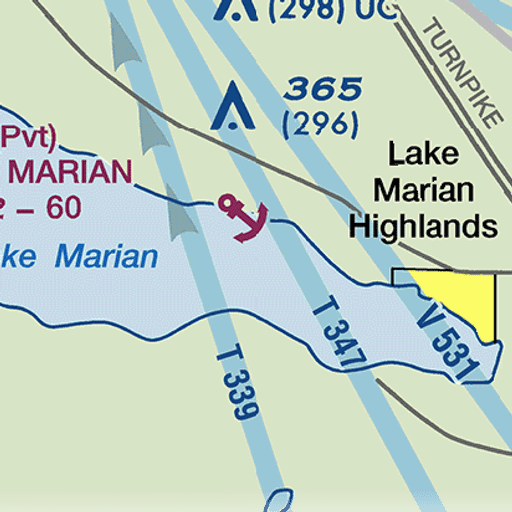 (298) UC
TURNPIKE
365
(296)
Pvt)
MARIAN
2 – 60
ke Marian
Lake
Marian
Highlands
T 339
T 347
V 531